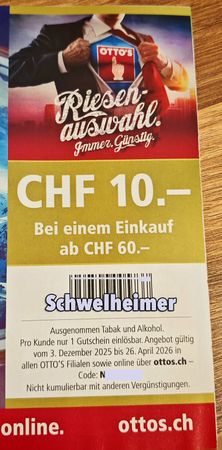 OTTO'S
Riesen-
auswahl.
Immer. Günstig.
CHF 10.–
Bei einem Einkauf
ab CHF 60.–
Schwelheimer
Ausgenommen Tabak und Alkohol.
Pro Kunde nur 1 Gutschein einlösbar. Angebot gültig
vom 3. Dezember 2025 bis 26. April 2026 in
allen OTTO'S Filialen sowie online über ottos.ch –
Code: N
Nicht kumulierbar mit anderen Vergütungen.
online.
ottos.ch